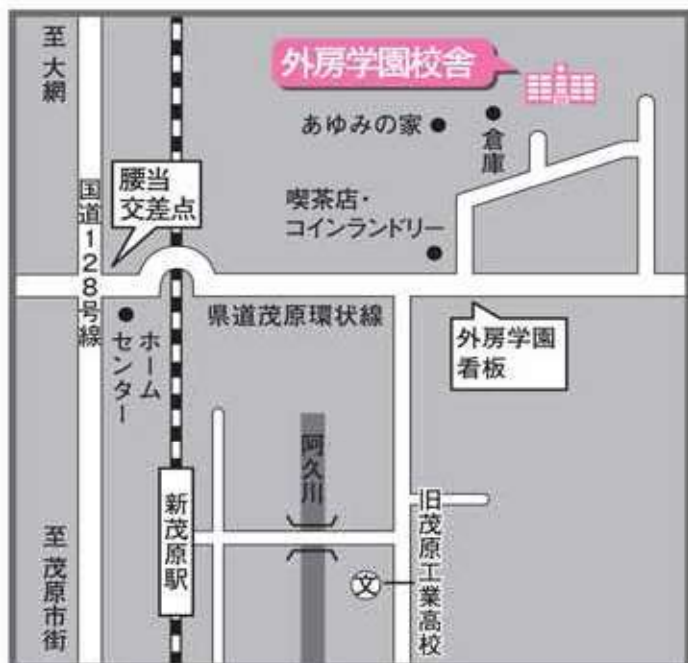 至 大網
外房学園校舎
あゆみの家
倉庫
腰当
交差点
喫茶店・
コインランドリー
国道128号線
県道茂原環状線
外房学園
看板
ホーム
センター
阿久川
新茂原駅
旧茂原工業高校
文
至 茂原市街